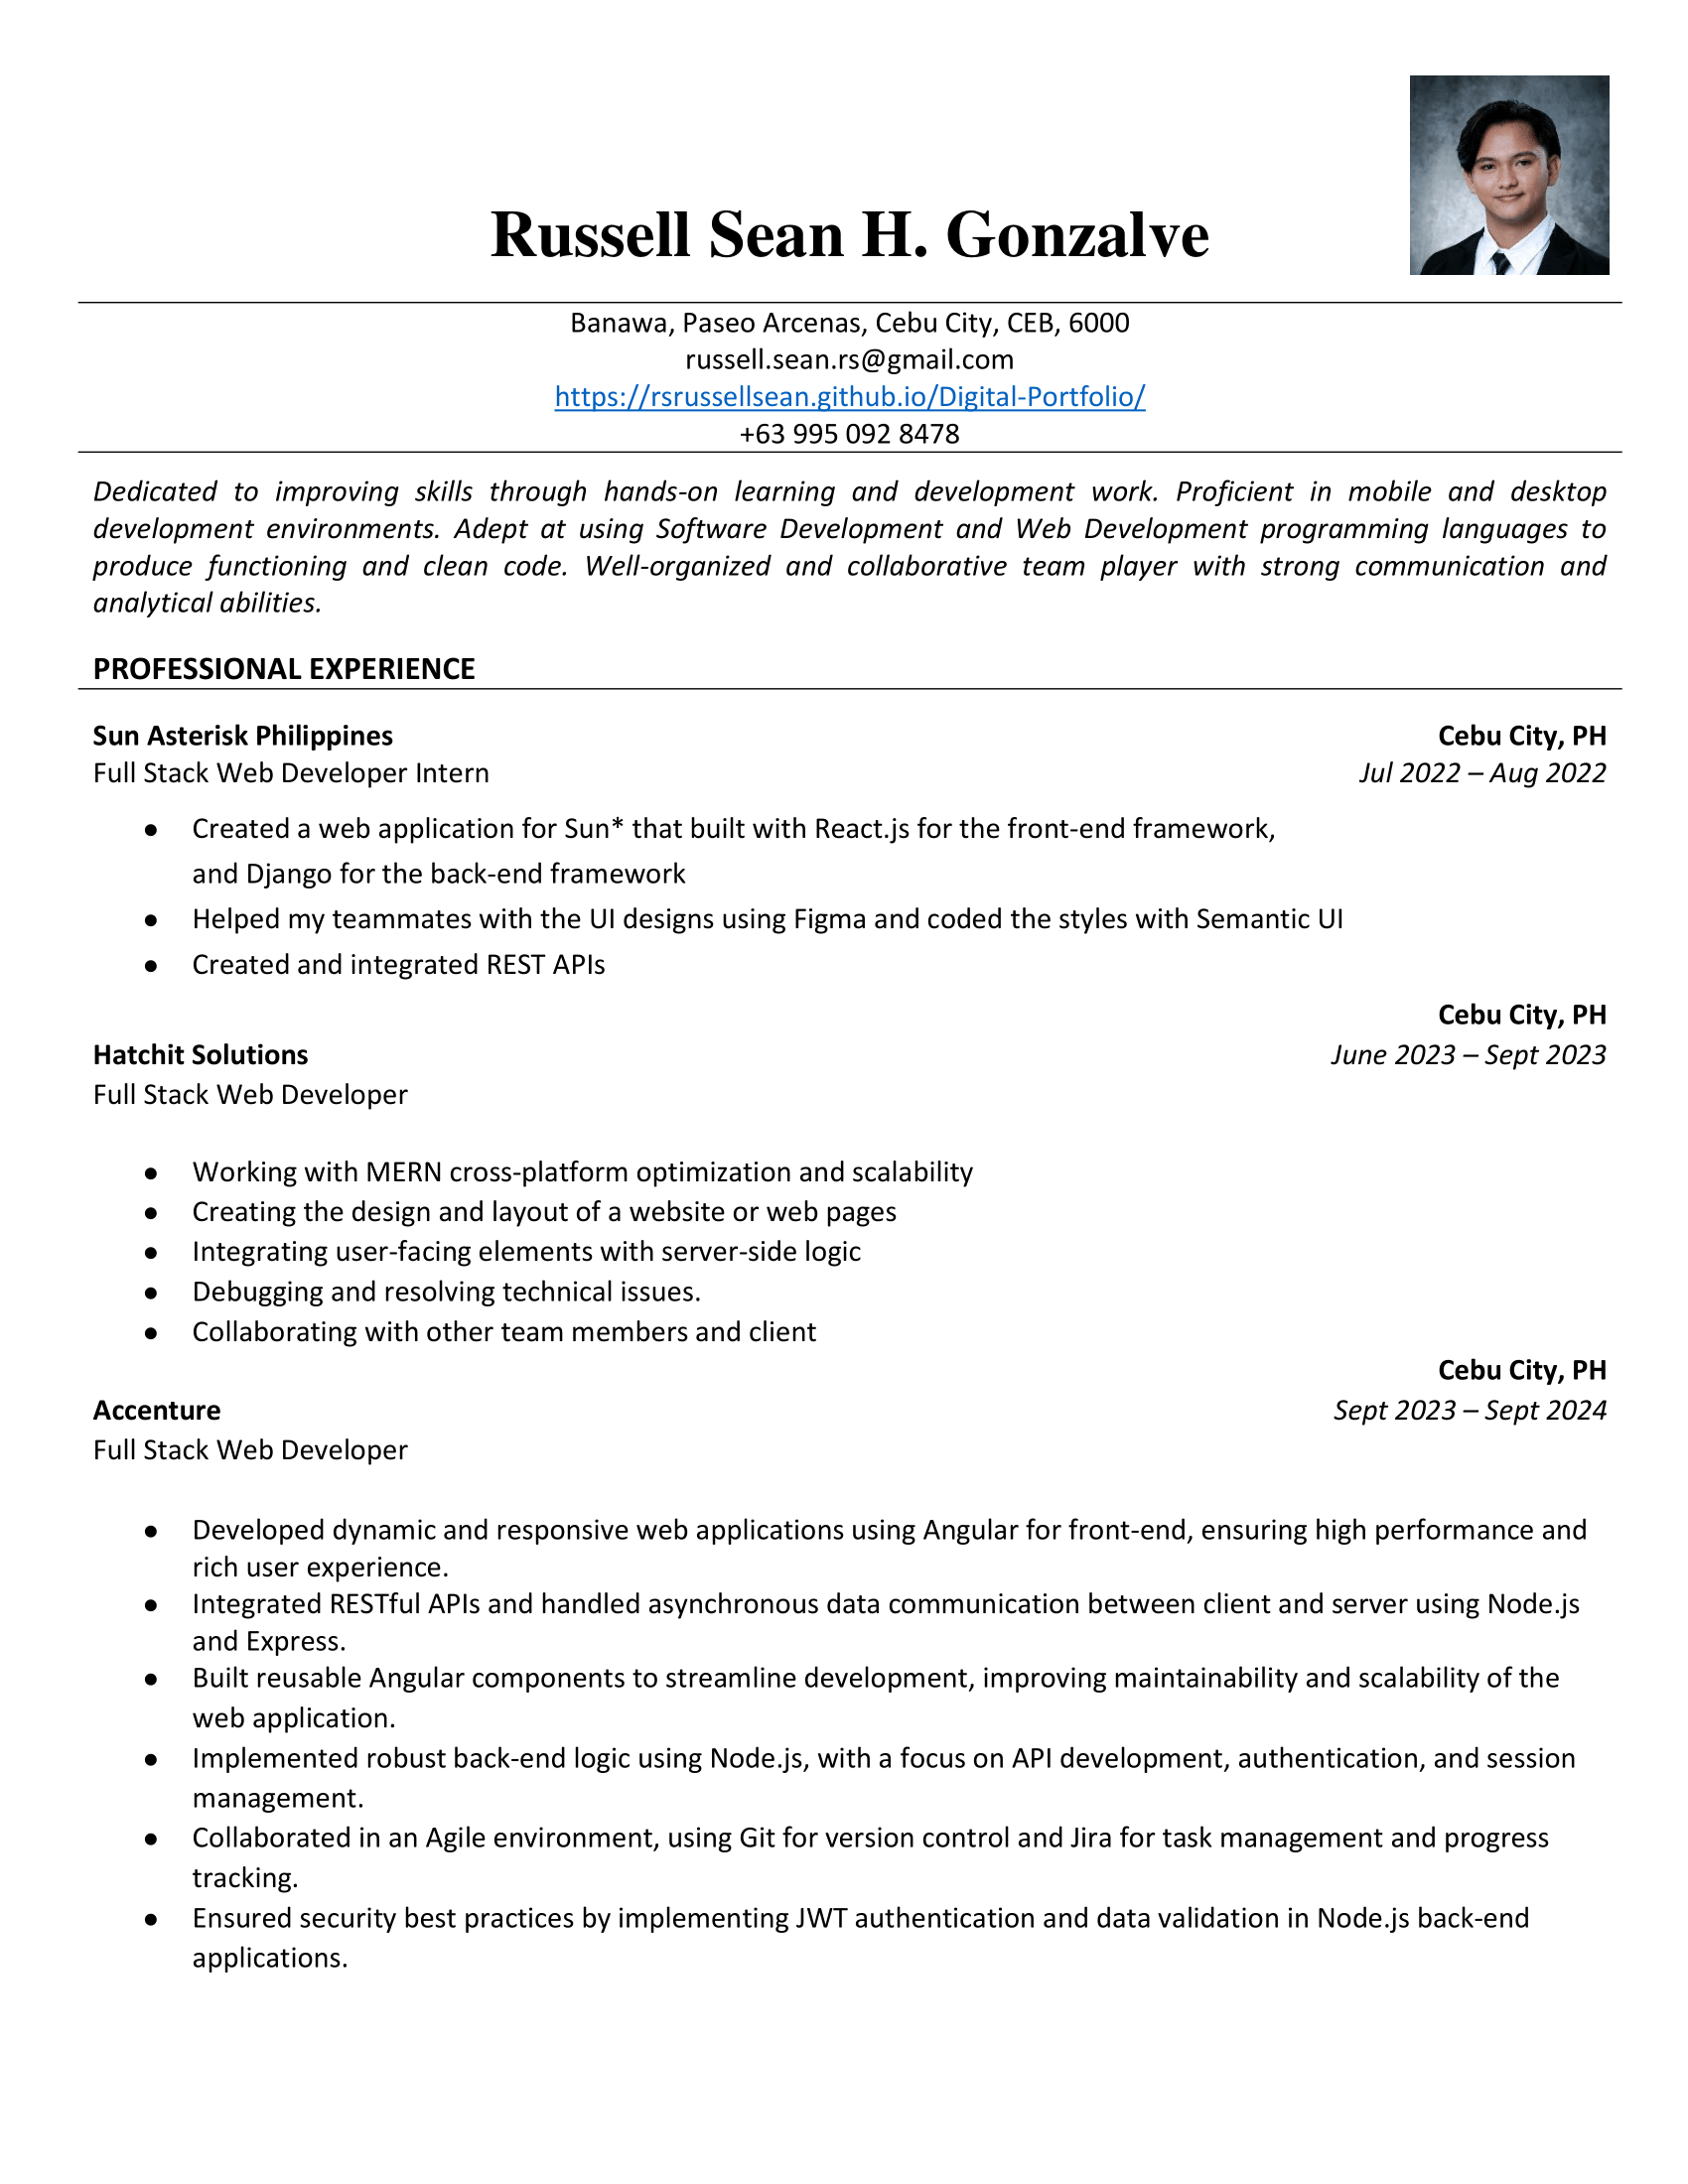 Russell Sean H. Gonzalve
Banawa, Paseo Arcenas, Cebu City, CEB, 6000
russell.sean.rs@gmail.com
https://rsrussellsean.github.io/Digital-Portfolio/
+63 995 092 8478
Dedicated to improving skills through hands-on learning and development work. Proficient in mobile and desktop
development environments. Adept at using Software Development and Web Development programming languages to
produce functioning and clean code. Well-organized and collaborative team player with strong communication and
analytical abilities.
PROFESSIONAL EXPERIENCE
Sun Asterisk Philippines Cebu City, PH
Full Stack Web Developer Intern Jul 2022 – Aug 2022
● Created a web application for Sun* that built with React.js for the front-end framework,
and Django for the back-end framework
● Helped my teammates with the UI designs using Figma and coded the styles with Semantic UI
● Created and integrated REST APIs
Cebu City, PH
Hatchit Solutions June 2023 – Sept 2023
Full Stack Web Developer
● Working with MERN cross-platform optimization and scalability
● Creating the design and layout of a website or web pages
● Integrating user-facing elements with server-side logic
● Debugging and resolving technical issues.
● Collaborating with other team members and client
Cebu City, PH
Accenture Sept 2023 – Sept 2024
Full Stack Web Developer
● Developed dynamic and responsive web applications using Angular for front-end, ensuring high performance and
rich user experience.
● Integrated RESTful APIs and handled asynchronous data communication between client and server using Node.js
and Express.
● Built reusable Angular components to streamline development, improving maintainability and scalability of the
web application.
● Implemented robust back-end logic using Node.js, with a focus on API development, authentication, and session
management.
● Collaborated in an Agile environment, using Git for version control and Jira for task management and progress
tracking.
● Ensured security best practices by implementing JWT authentication and data validation in Node.js back-end
applications.